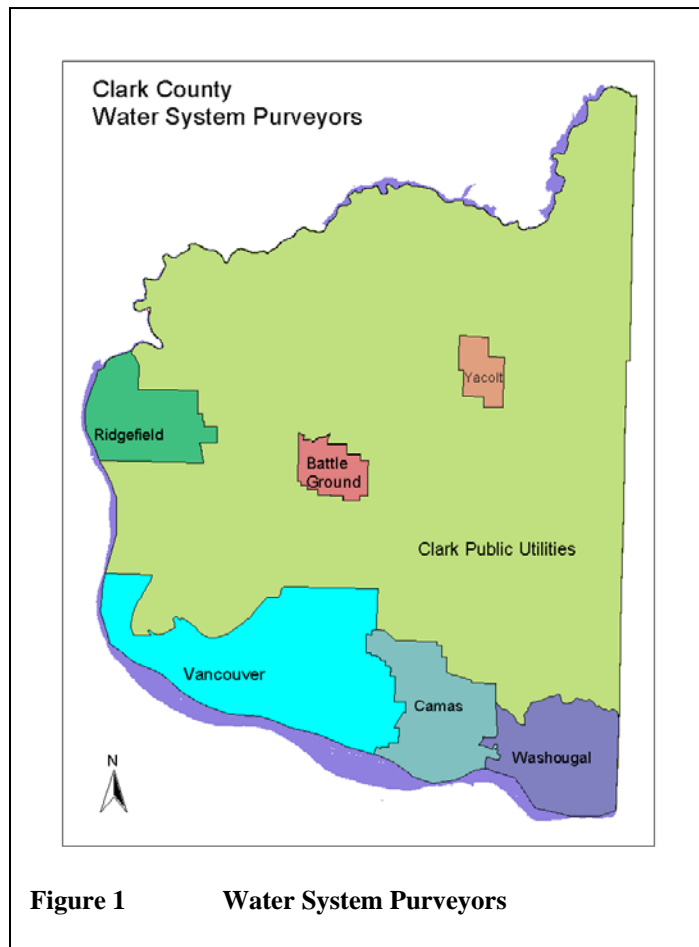 Clark County
Water System Purveyors
Yacolt
Ridgefield
Battle
Ground
Clark Public Utilities
Vancouver
Camas
Washougal
N
Figure 1 Water System Purveyors